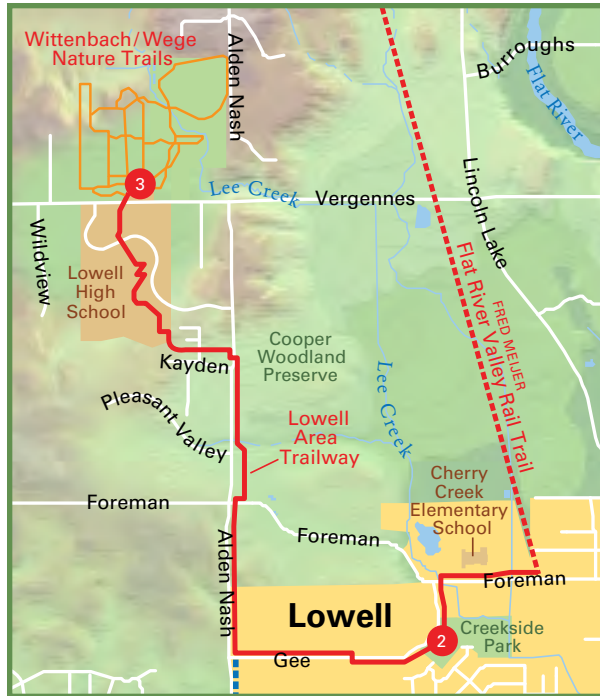 Wittenbach/Wege
Nature Trails
Alden Nash
Burroughs
Flat River
3
Lee Creek
Vergennes
Lincoln Lake
Wildview
Lowell
High
School
FRED MEIJER
Flat River Valley Rail Trail
Cooper
Woodland
Preserve
Kayden
Lee Creek
Pleasant Valley
Lowell
Area
Trailway
Cherry
Creek
Elementary
School
Foreman
Foreman
Alden Nash
Foreman
Lowell
2
Creekside
Park
Gee